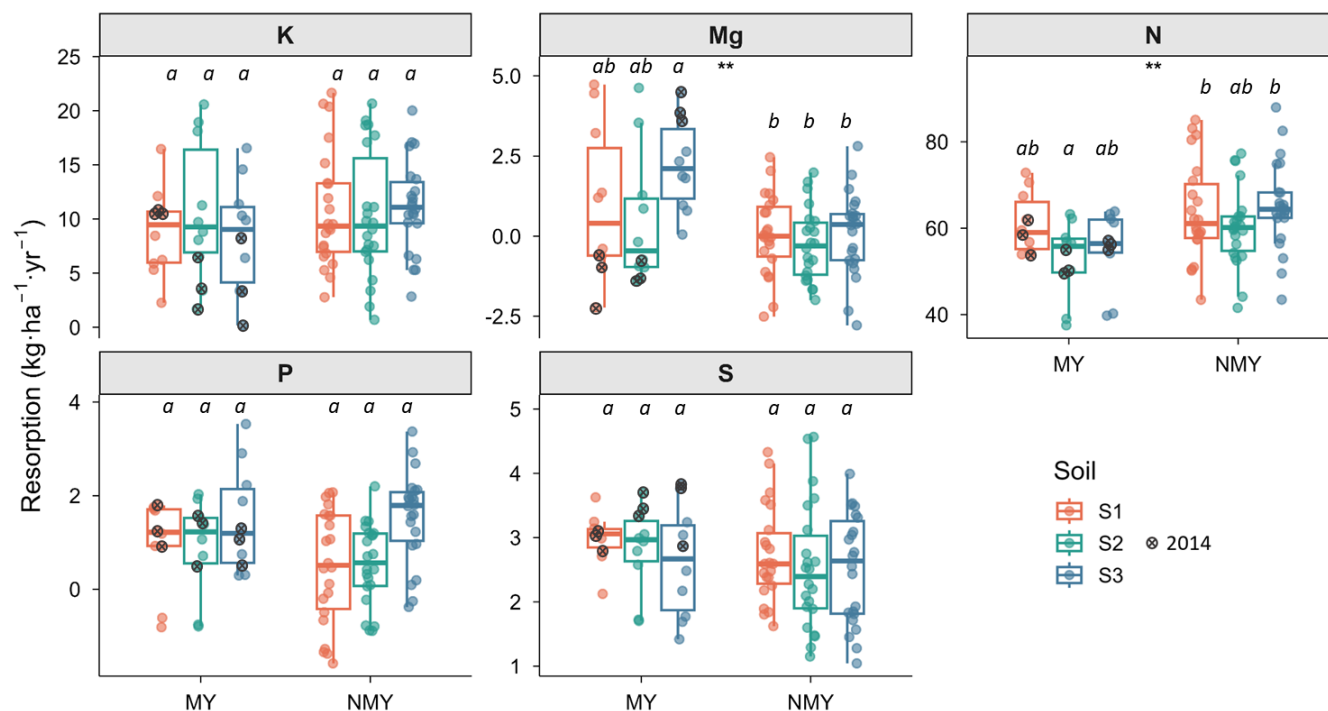 K
Mg
N
25
20
15
10
5
0
a a a a a a
5.0
2.5
0.0
-2.5
ab ab a ** b b b
80
60
40
ab a ab ** b ab b
MY NMY
Resorption (kg·ha⁻¹·yr⁻¹)
P
S
4
2
0
a a a a a a
5
4
3
2
1
a a a a a a
MY NMY
MY NMY
Soil
S1
S2
S3
2014